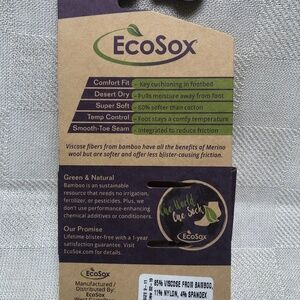 EcoSox
Comfort Fit - Key cushioning in footbed
Desert Dry - Pulls moisture away from foot
Super Soft - 60% softer than cotton
Temp Control - Foot stays a comfy temperature
Smooth-Toe Seam - Integrated to reduce friction
Viscose fibers from bamboo have all the benefits of Merino
wool but are softer and offer less blister-causing friction.
Green & Natural
Bamboo is an sustainable
resource that needs no irrigation,
fertilizer, or pesticides. Plus, we
don't use performance-enhancing
chemical additives or conditioners.
Our Promise
Lifetime blister-free with a 1-year
satisfaction guarantee. Visit
EcoSox.com for details.
One World
One Sock
EcoSox
EcoSox
Manufactured /
Distributed By:
EcoSox
85% VISCOSE FROM BAMBOO,
11% NYLON, 4% SPANDEX